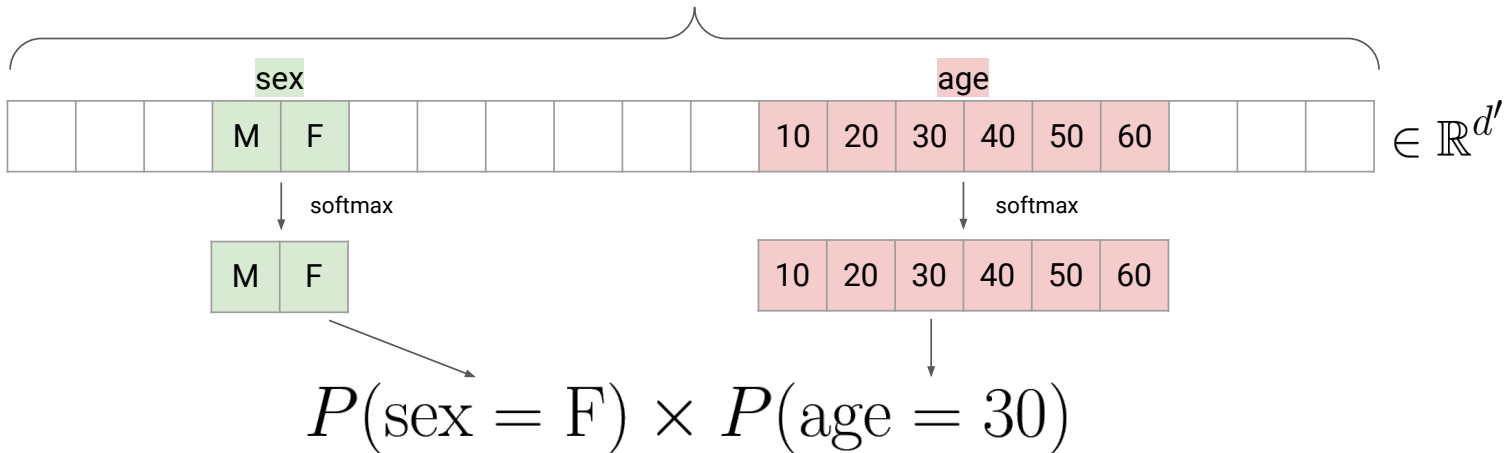 sex age
M F 10 20 30 40 50 60 ∈ ℝ^{d′}
softmax softmax
M F 10 20 30 40 50 60
P(sex = F) × P(age = 30)